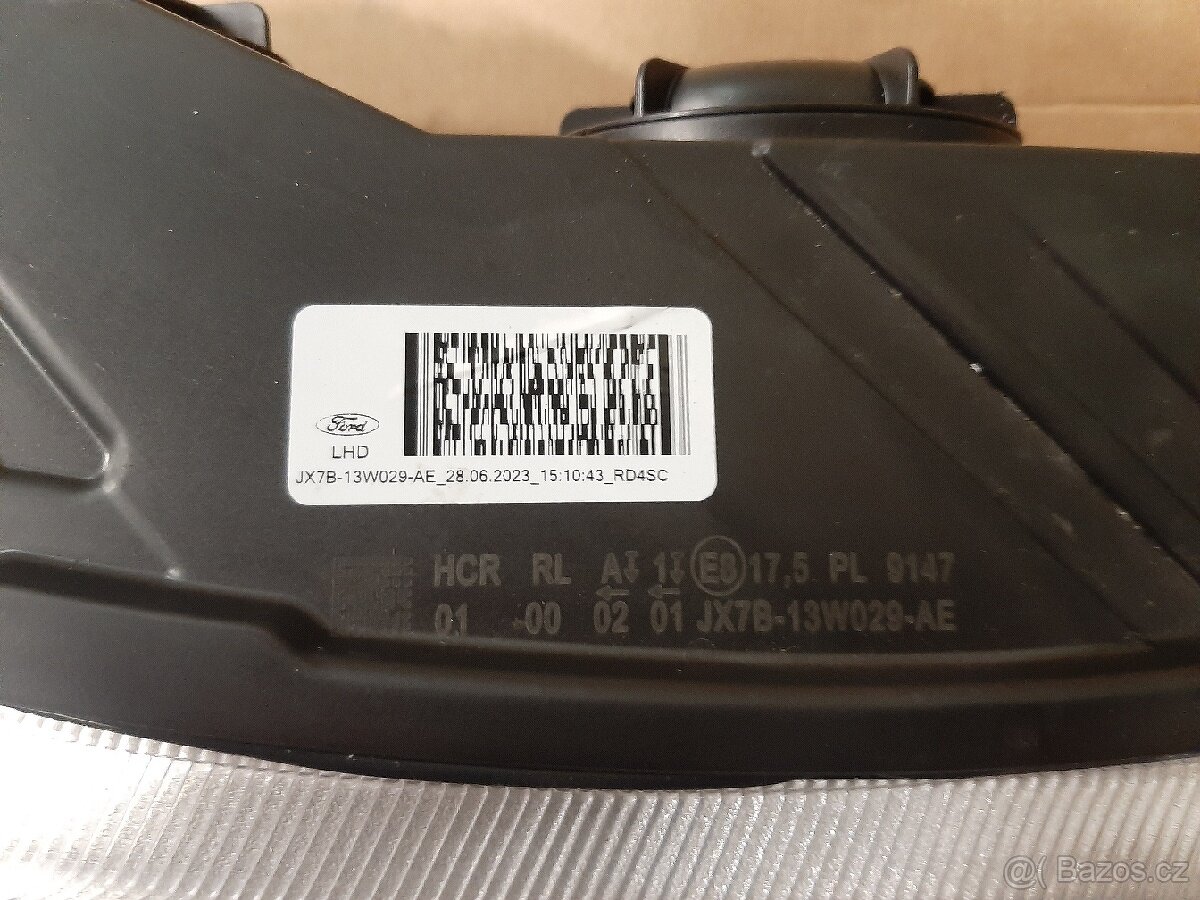 Ford
LHD
JX7B-13W029-AE_28.06.2023_15:10:43_RD4SC
HCR RL A 1 E8 17,5 PL 9147
01 -00 02 01 JX7B-13W029-AE
@ Bazos.cz